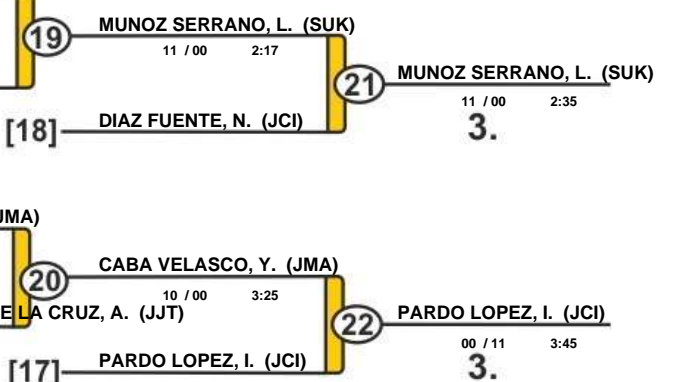 19
MUNOZ SERRANO, L. (SUK)
11 / 00 2:17
21
MUNOZ SERRANO, L. (SUK)
11 / 00 2:35
3.
[18]
DIAZ FUENTE, N. (JCI)
JMA)
20
CABA VELASCO, Y. (JMA)
10 / 00 3:25
E LA CRUZ, A. (JJT)
22
PARDO LOPEZ, I. (JCI)
00 / 11 3:45
3.
[17]
PARDO LOPEZ, I. (JCI)